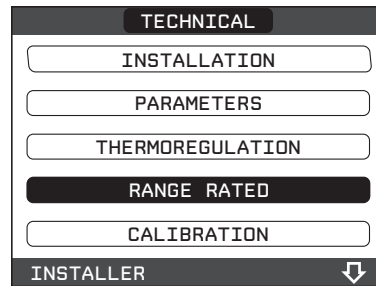 TECHNICAL
INSTALLATION
PARAMETERS
THERMOREGULATION
RANGE RATED
CALIBRATION
INSTALLER